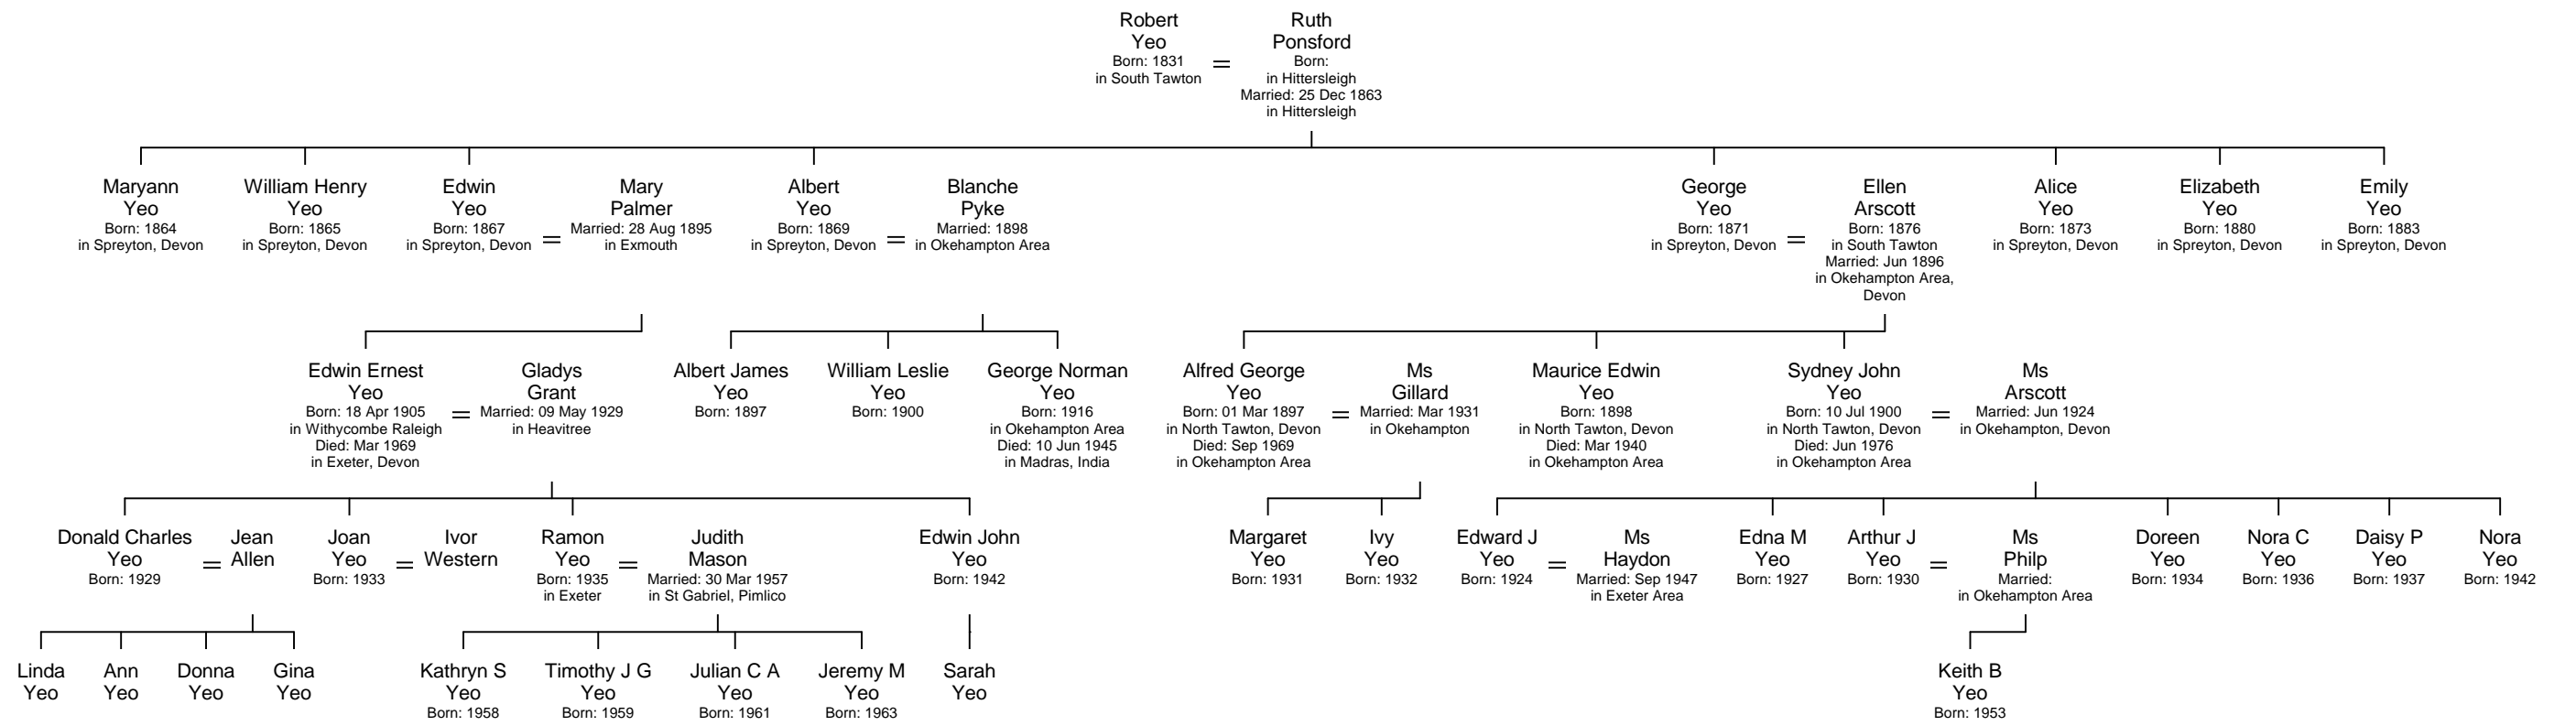 Robert
Yeo
Born: 1831
in South Tawton
=
Ruth
Ponsford
Born:
in Hittersleigh
Married: 25 Dec 1863
in Hittersleigh
Maryann
Yeo
Born: 1864
in Spreyton, Devon
William Henry
Yeo
Born: 1865
in Spreyton, Devon
Edwin
Yeo
Born: 1867
in Spreyton, Devon
=
Mary
Palmer
Married: 28 Aug 1895
in Exmouth
Albert
Yeo
Born: 1869
in Spreyton, Devon
=
Blanche
Pyke
Married: 1898
in Okehampton Area
George
Yeo
Born: 1871
in Spreyton, Devon
=
Ellen
Arscott
Born: 1876
in South Tawton
Married: Jun 1896
in Okehampton Area,
Devon
Alice
Yeo
Born: 1873
in Spreyton, Devon
Elizabeth
Yeo
Born: 1880
in Spreyton, Devon
Emily
Yeo
Born: 1883
in Spreyton, Devon
Edwin Ernest
Yeo
Born: 18 Apr 1905
in Withycombe Raleigh
Died: Mar 1969
in Exeter, Devon
=
Gladys
Grant
Married: 09 May 1929
in Heavitree
Albert James
Yeo
Born: 1897
William Leslie
Yeo
Born: 1900
George Norman
Yeo
Born: 1916
in Okehampton Area
Died: 10 Jun 1945
in Madras, India
Alfred George
Yeo
Born: 01 Mar 1897
in North Tawton, Devon
Died: Sep 1969
in Okehampton Area
=
Ms
Gillard
Married: Mar 1931
in Okehampton
Maurice Edwin
Yeo
Born: 1898
in North Tawton, Devon
Died: Mar 1940
in Okehampton Area
Sydney John
Yeo
Born: 10 Jul 1900
in North Tawton, Devon
Died: Jun 1976
in Okehampton Area
=
Ms
Arscott
Married: Jun 1924
in Okehampton, Devon
Donald Charles
Yeo
Born: 1929
=
Jean
Allen
Joan
Yeo
Born: 1933
=
Ivor
Western
Ramon
Yeo
Born: 1935
in Exeter
=
Judith
Mason
Married: 30 Mar 1957
in St Gabriel, Pimlico
Edwin John
Yeo
Born: 1942
Margaret
Yeo
Born: 1931
Ivy
Yeo
Born: 1932
Edward J
Yeo
Born: 1924
=
Ms
Haydon
Married: Sep 1947
in Exeter Area
Edna M
Yeo
Born: 1927
Arthur J
Yeo
Born: 1930
=
Ms
Philp
Married:
in Okehampton Area
Doreen
Yeo
Born: 1934
Nora C
Yeo
Born: 1936
Daisy P
Yeo
Born: 1937
Nora
Yeo
Born: 1942
Linda
Yeo
Ann
Yeo
Donna
Yeo
Gina
Yeo
Kathryn S
Yeo
Born: 1958
Timothy J G
Yeo
Born: 1959
Julian C A
Yeo
Born: 1961
Jeremy M
Yeo
Born: 1963
Sarah
Yeo
Keith B
Yeo
Born: 1953